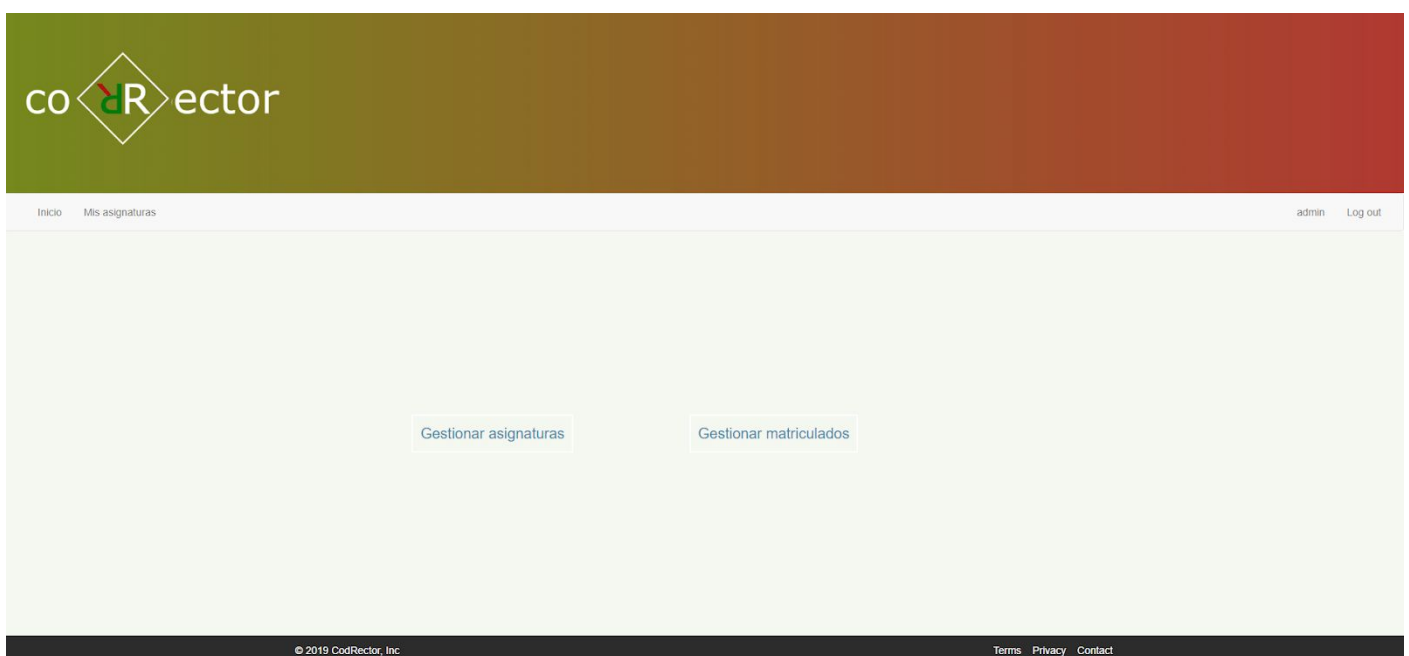 coRRector
Inicio Mis asignaturas admin Log out
Gestionar asignaturas Gestionar matriculados
© 2019 CodRector, Inc Terms Privacy Contact